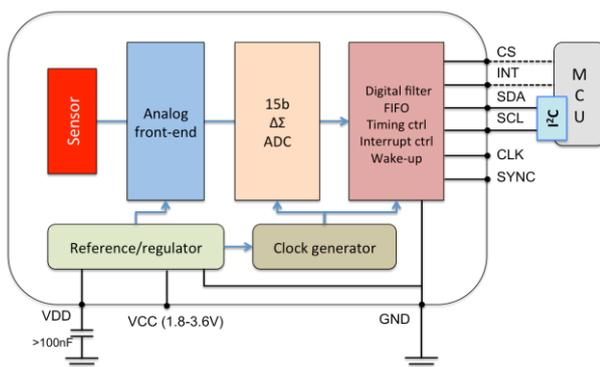 CS
INT
SDA
SCL
CLK
SYNC
M
C
U
I²C
Sensor
Analog
front-end
15b
ΔΣ
ADC
Digital filter
FIFO
Timing ctrl
Interrupt ctrl
Wake-up
Reference/regulator
Clock generator
VDD
>100nF
VCC (1.8-3.6V)
GND